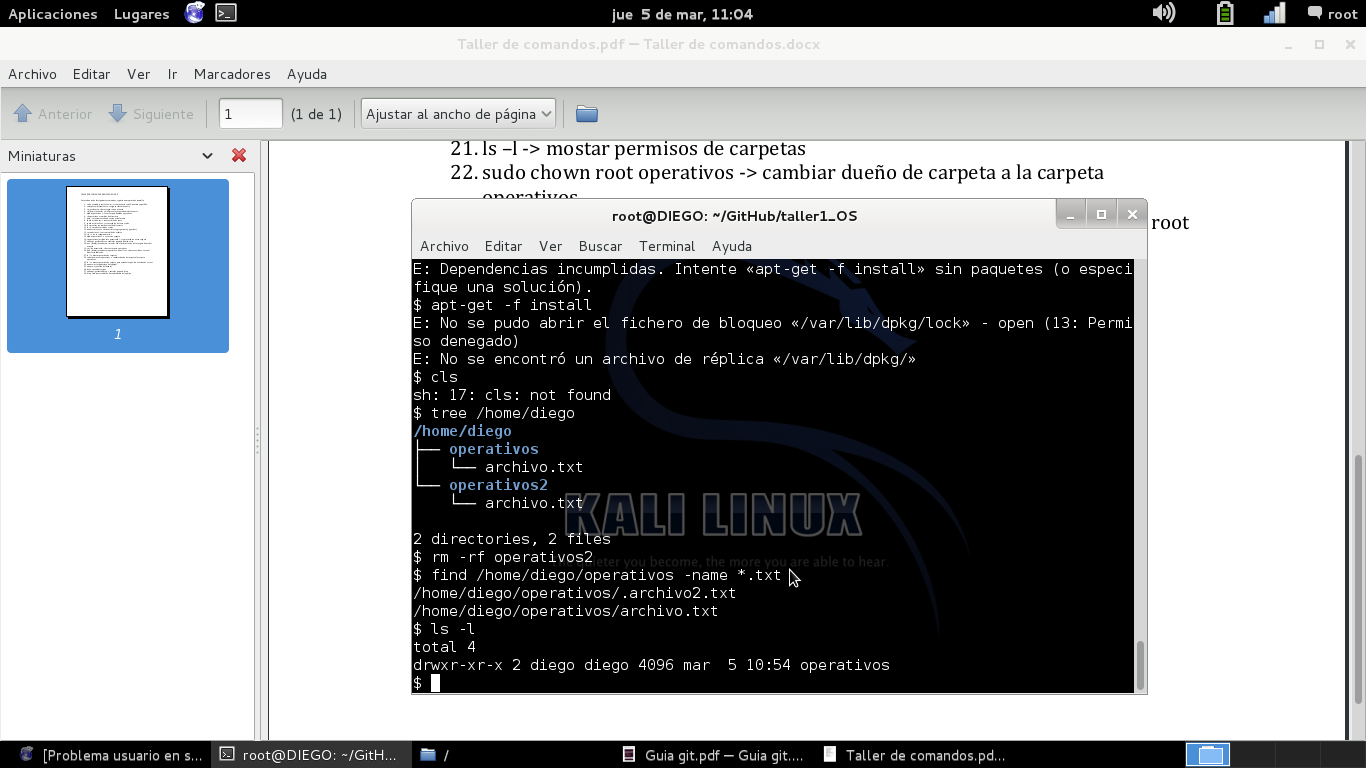 Aplicaciones Lugares jue 5 de mar, 11:04 root
Taller de comandos.pdf — Taller de comandos.docx
Archivo Editar Ver Ir Marcadores Ayuda
Anterior Siguiente 1 (1 de 1) Ajustar al ancho de página
Miniaturas
1
21. ls –l -> mostar permisos de carpetas
22. sudo chown root operativos -> cambiar dueño de carpeta a la carpeta
operativos
root
root@DIEGO: ~/GitHub/taller1_OS
Archivo Editar Ver Buscar Terminal Ayuda
E: Dependencias incumplidas. Intente «apt-get -f install» sin paquetes (o especi
fique una solución).
$ apt-get -f install
E: No se pudo abrir el fichero de bloqueo «/var/lib/dpkg/lock» - open (13: Permi
so denegado)
E: No se encontró un archivo de réplica «/var/lib/dpkg/»
$ cls
sh: 17: cls: not found
$ tree /home/diego
/home/diego
├── operativos
│   └── archivo.txt
└── operativos2
    └── archivo.txt
KALI LINUX
2 directories, 2 files
$ rm -rf operativos2
you become, the more you are able to hear.
$ find /home/diego/operativos -name *.txt
/home/diego/operativos/.archivo2.txt
/home/diego/operativos/archivo.txt
$ ls -l
total 4
drwxr-xr-x 2 diego diego 4096 mar  5 10:54 operativos
$
[Problema usuario en s... root@DIEGO: ~/GitH... / Guia git.pdf — Guia git.... Taller de comandos.pd...